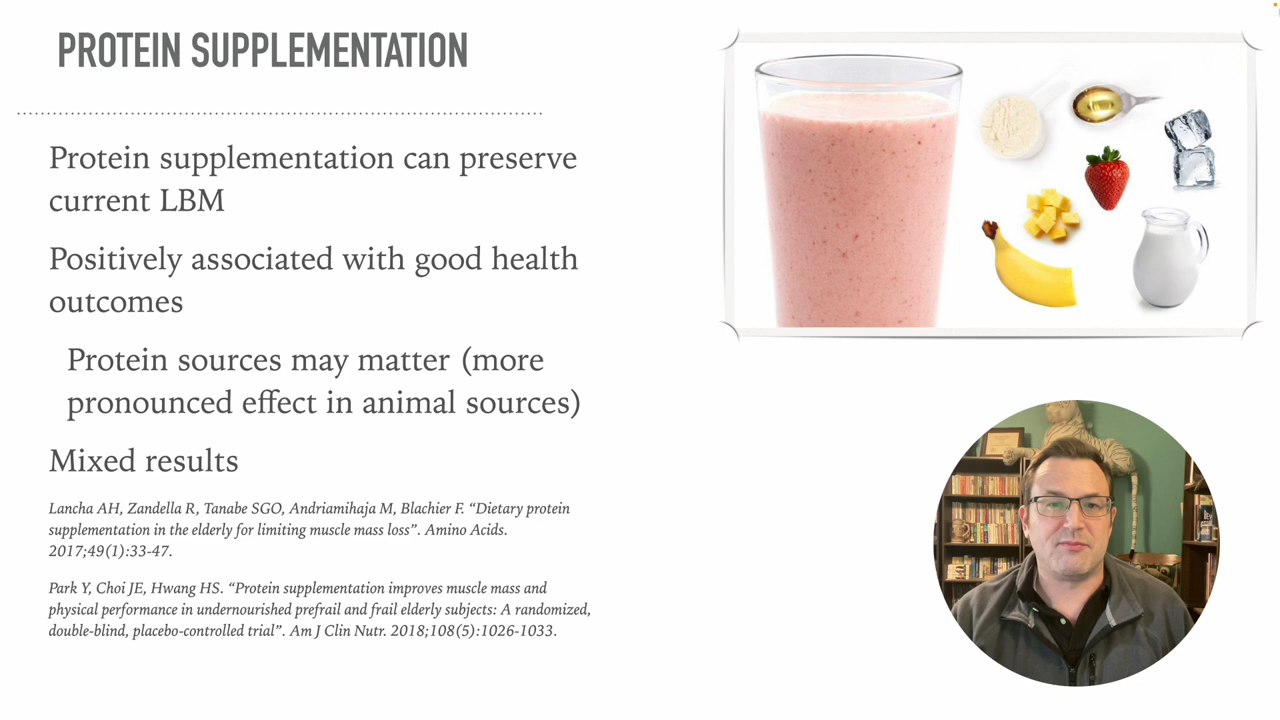 PROTEIN SUPPLEMENTATION
Protein supplementation can preserve
current LBM
Positively associated with good health
outcomes
Protein sources may matter (more
pronounced effect in animal sources)
Mixed results
Lancha AH, Zandella R, Tanabe SGO, Andriamihaja M, Blachier F. “Dietary protein
supplementation in the elderly for limiting muscle mass loss”. Amino Acids.
2017;49(1):33-47.
Park Y, Choi JE, Hwang HS. “Protein supplementation improves muscle mass and
physical performance in undernourished prefrail and frail elderly subjects: A randomized,
double-blind, placebo-controlled trial”. Am J Clin Nutr. 2018;108(5):1026-1033.